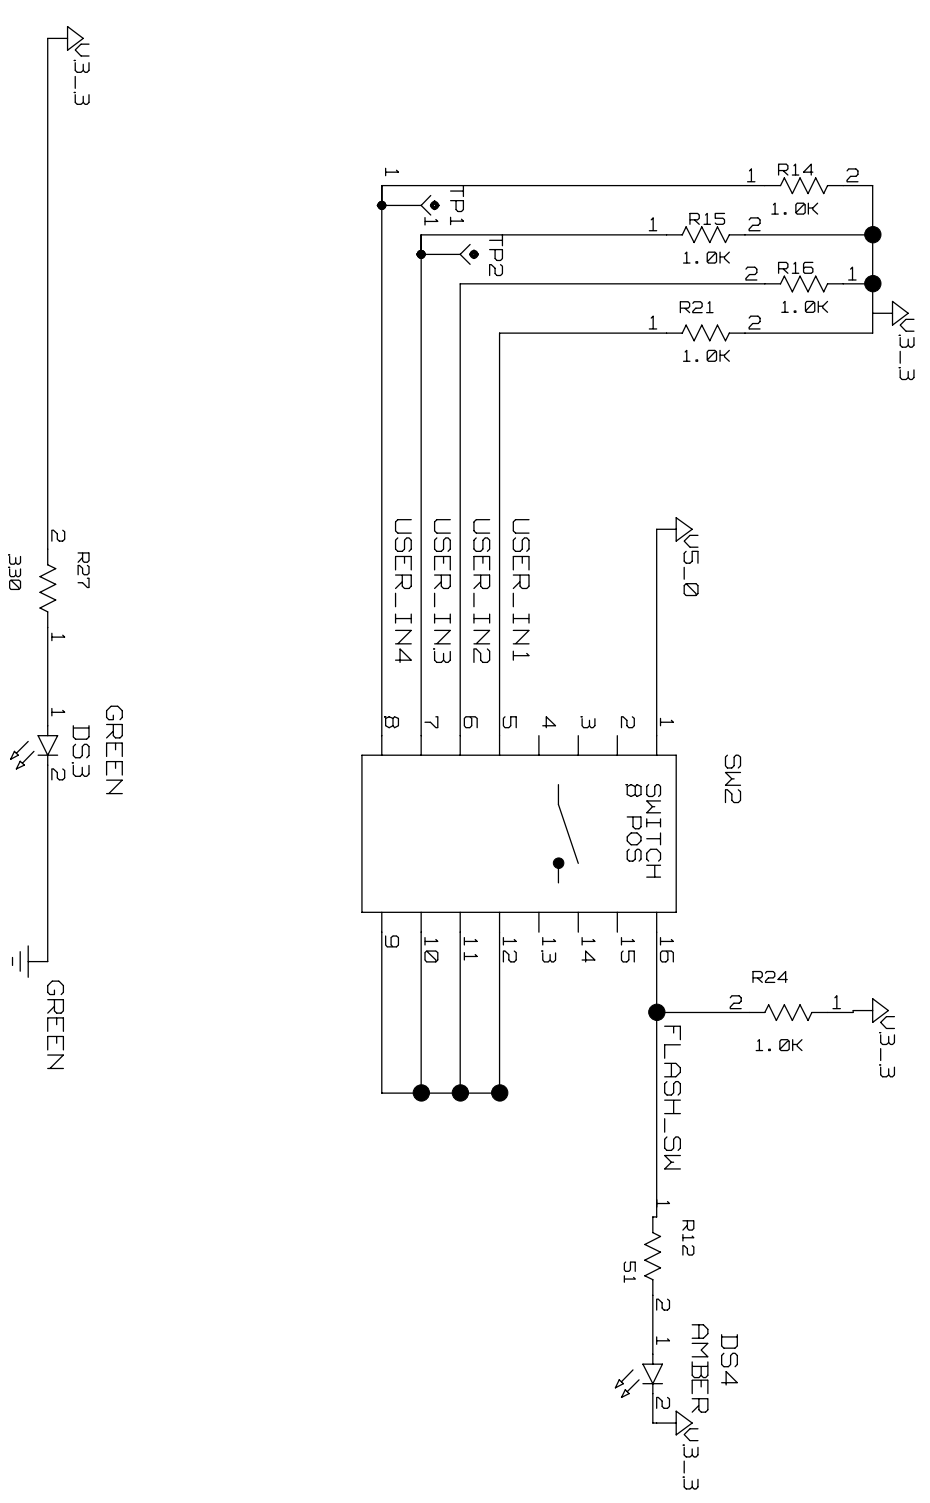 V3_3
1
R14
1
2
1.0K
TP1
1
R15
1
2
1.0K
TP2
R16
2
1
1.0K
R21
1
2
1.0K
V3_3
2
R27
330
1
USER_IN4
USER_IN3
USER_IN2
USER_IN1
V5_0
GREEN
DS3
1
2
8
7
6
5
4
3
2
1
SW2
SWITCH
8 POS
9
10
11
12
13
14
15
16
GREEN
R24
2
1
1.0K
V3_3
FLASH_SW
1
R12
51
2
DS4
AMBER
1
2
V3_3